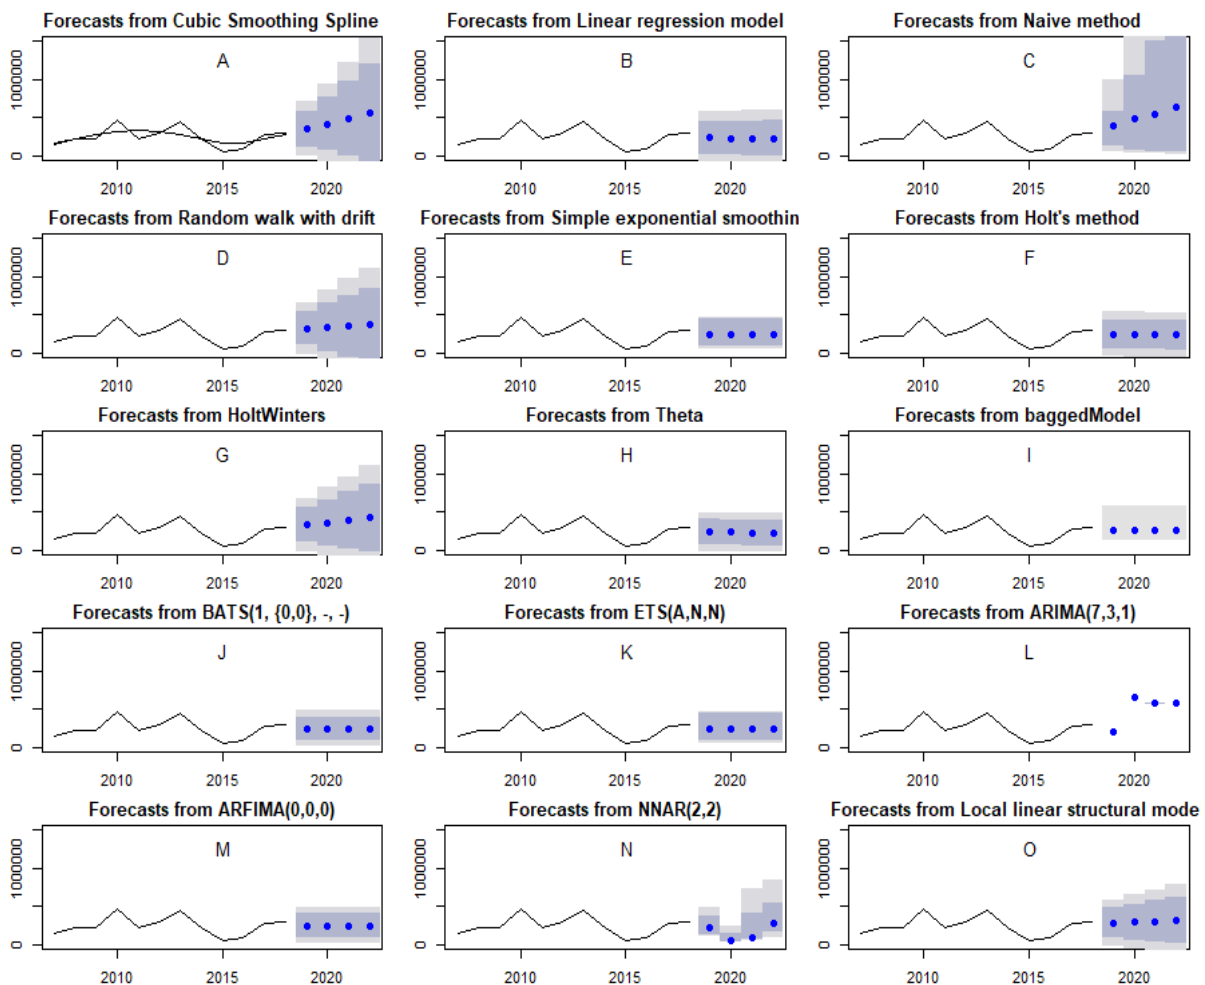 Forecasts from Cubic Smoothing Spline
Forecasts from Linear regression model
Forecasts from Naive method
A
B
C
0
1000000
0
1000000
0
1000000
2010
2015
2020
2010
2015
2020
2010
2015
2020
Forecasts from Random walk with drift
Forecasts from Simple exponential smoothin
Forecasts from Holt's method
D
E
F
0
1000000
0
1000000
0
1000000
2010
2015
2020
2010
2015
2020
2010
2015
2020
Forecasts from HoltWinters
Forecasts from Theta
Forecasts from baggedModel
G
H
I
0
1000000
0
1000000
0
1000000
2010
2015
2020
2010
2015
2020
2010
2015
2020
Forecasts from BATS(1, {0,0}, -, -)
Forecasts from ETS(A,N,N)
Forecasts from ARIMA(7,3,1)
J
K
L
0
1000000
0
1000000
0
1000000
2010
2015
2020
2010
2015
2020
2010
2015
2020
Forecasts from ARFIMA(0,0,0)
Forecasts from NNAR(2,2)
Forecasts from Local linear structural mode
M
N
O
0
1000000
0
1000000
0
1000000
2010
2015
2020
2010
2015
2020
2010
2015
2020